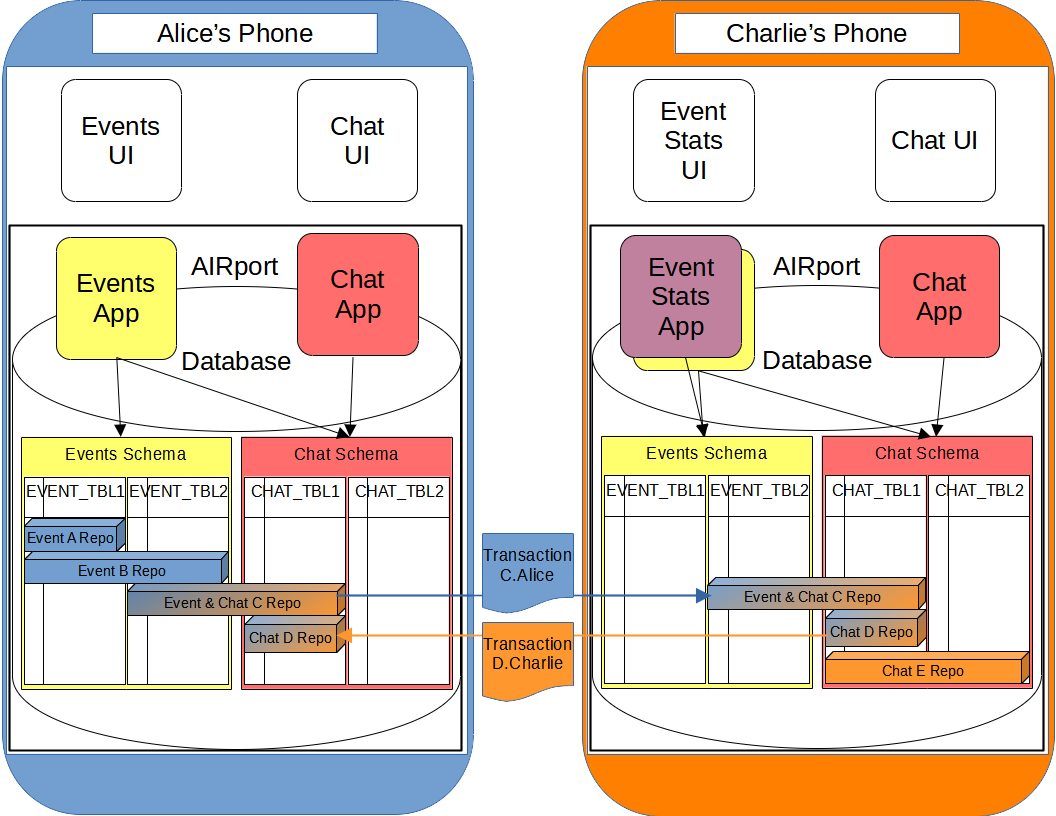 Alice’s Phone
Events
UI
Chat
UI
Events
App
AIRport
Chat
App
Database
Events Schema
Chat Schema
EVENT_TBL1
EVENT_TBL2
CHAT_TBL1
CHAT_TBL2
Event A Repo
Event B Repo
Event & Chat C Repo
Chat D Repo
Transaction
C.Alice
Transaction
D.Charlie
Charlie’s Phone
Event
Stats
UI
Chat UI
Event
Stats
App
AIRport
Chat
App
Database
Events Schema
Chat Schema
EVENT_TBL1
EVENT_TBL2
CHAT_TBL1
CHAT_TBL2
Event & Chat C Repo
Chat D Repo
Chat E Repo